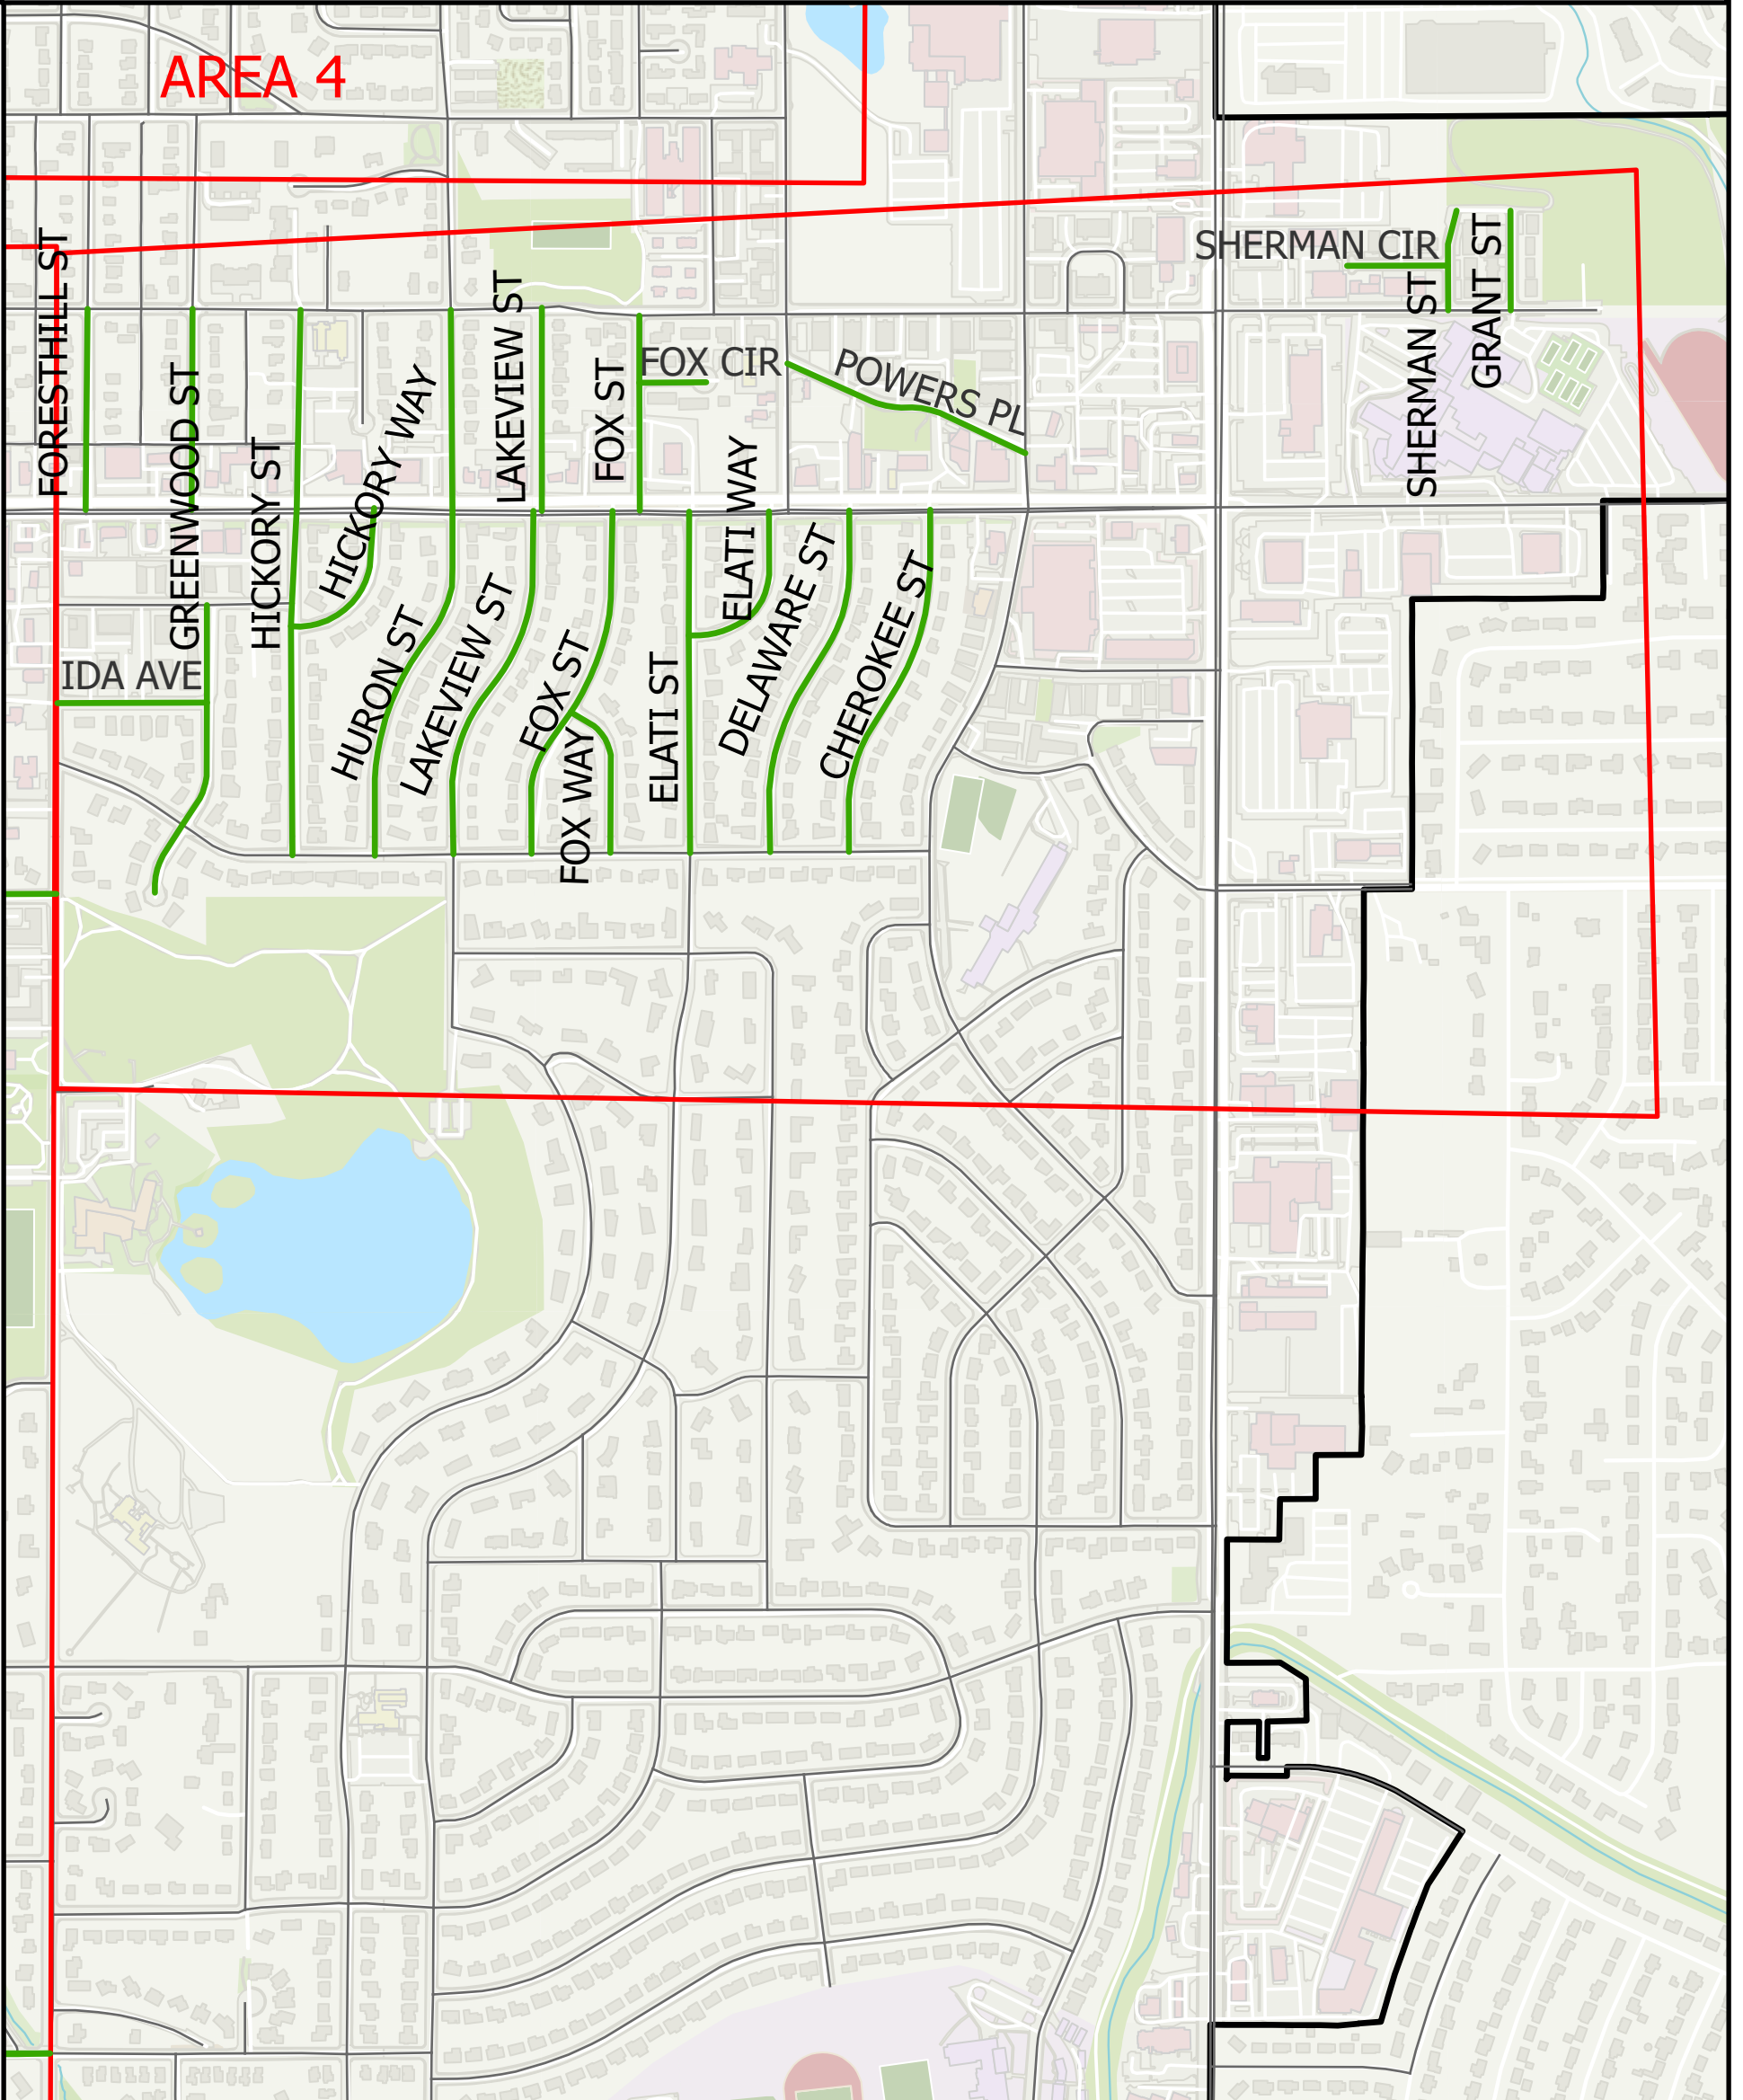 AREA 4
SHERMAN CIR
FORESTHILL ST
GREENWOOD ST
HICKORY ST
HICKORY WAY
LAKEVIEW ST
FOX ST
FOX CIR
POWERS PL
SHERMAN ST
GRANT ST
ELATI WAY
IDA AVE
HURON ST
LAKEVIEW ST
FOX ST
FOX WAY
ELATI ST
DELAWARE ST
CHEROKEE ST